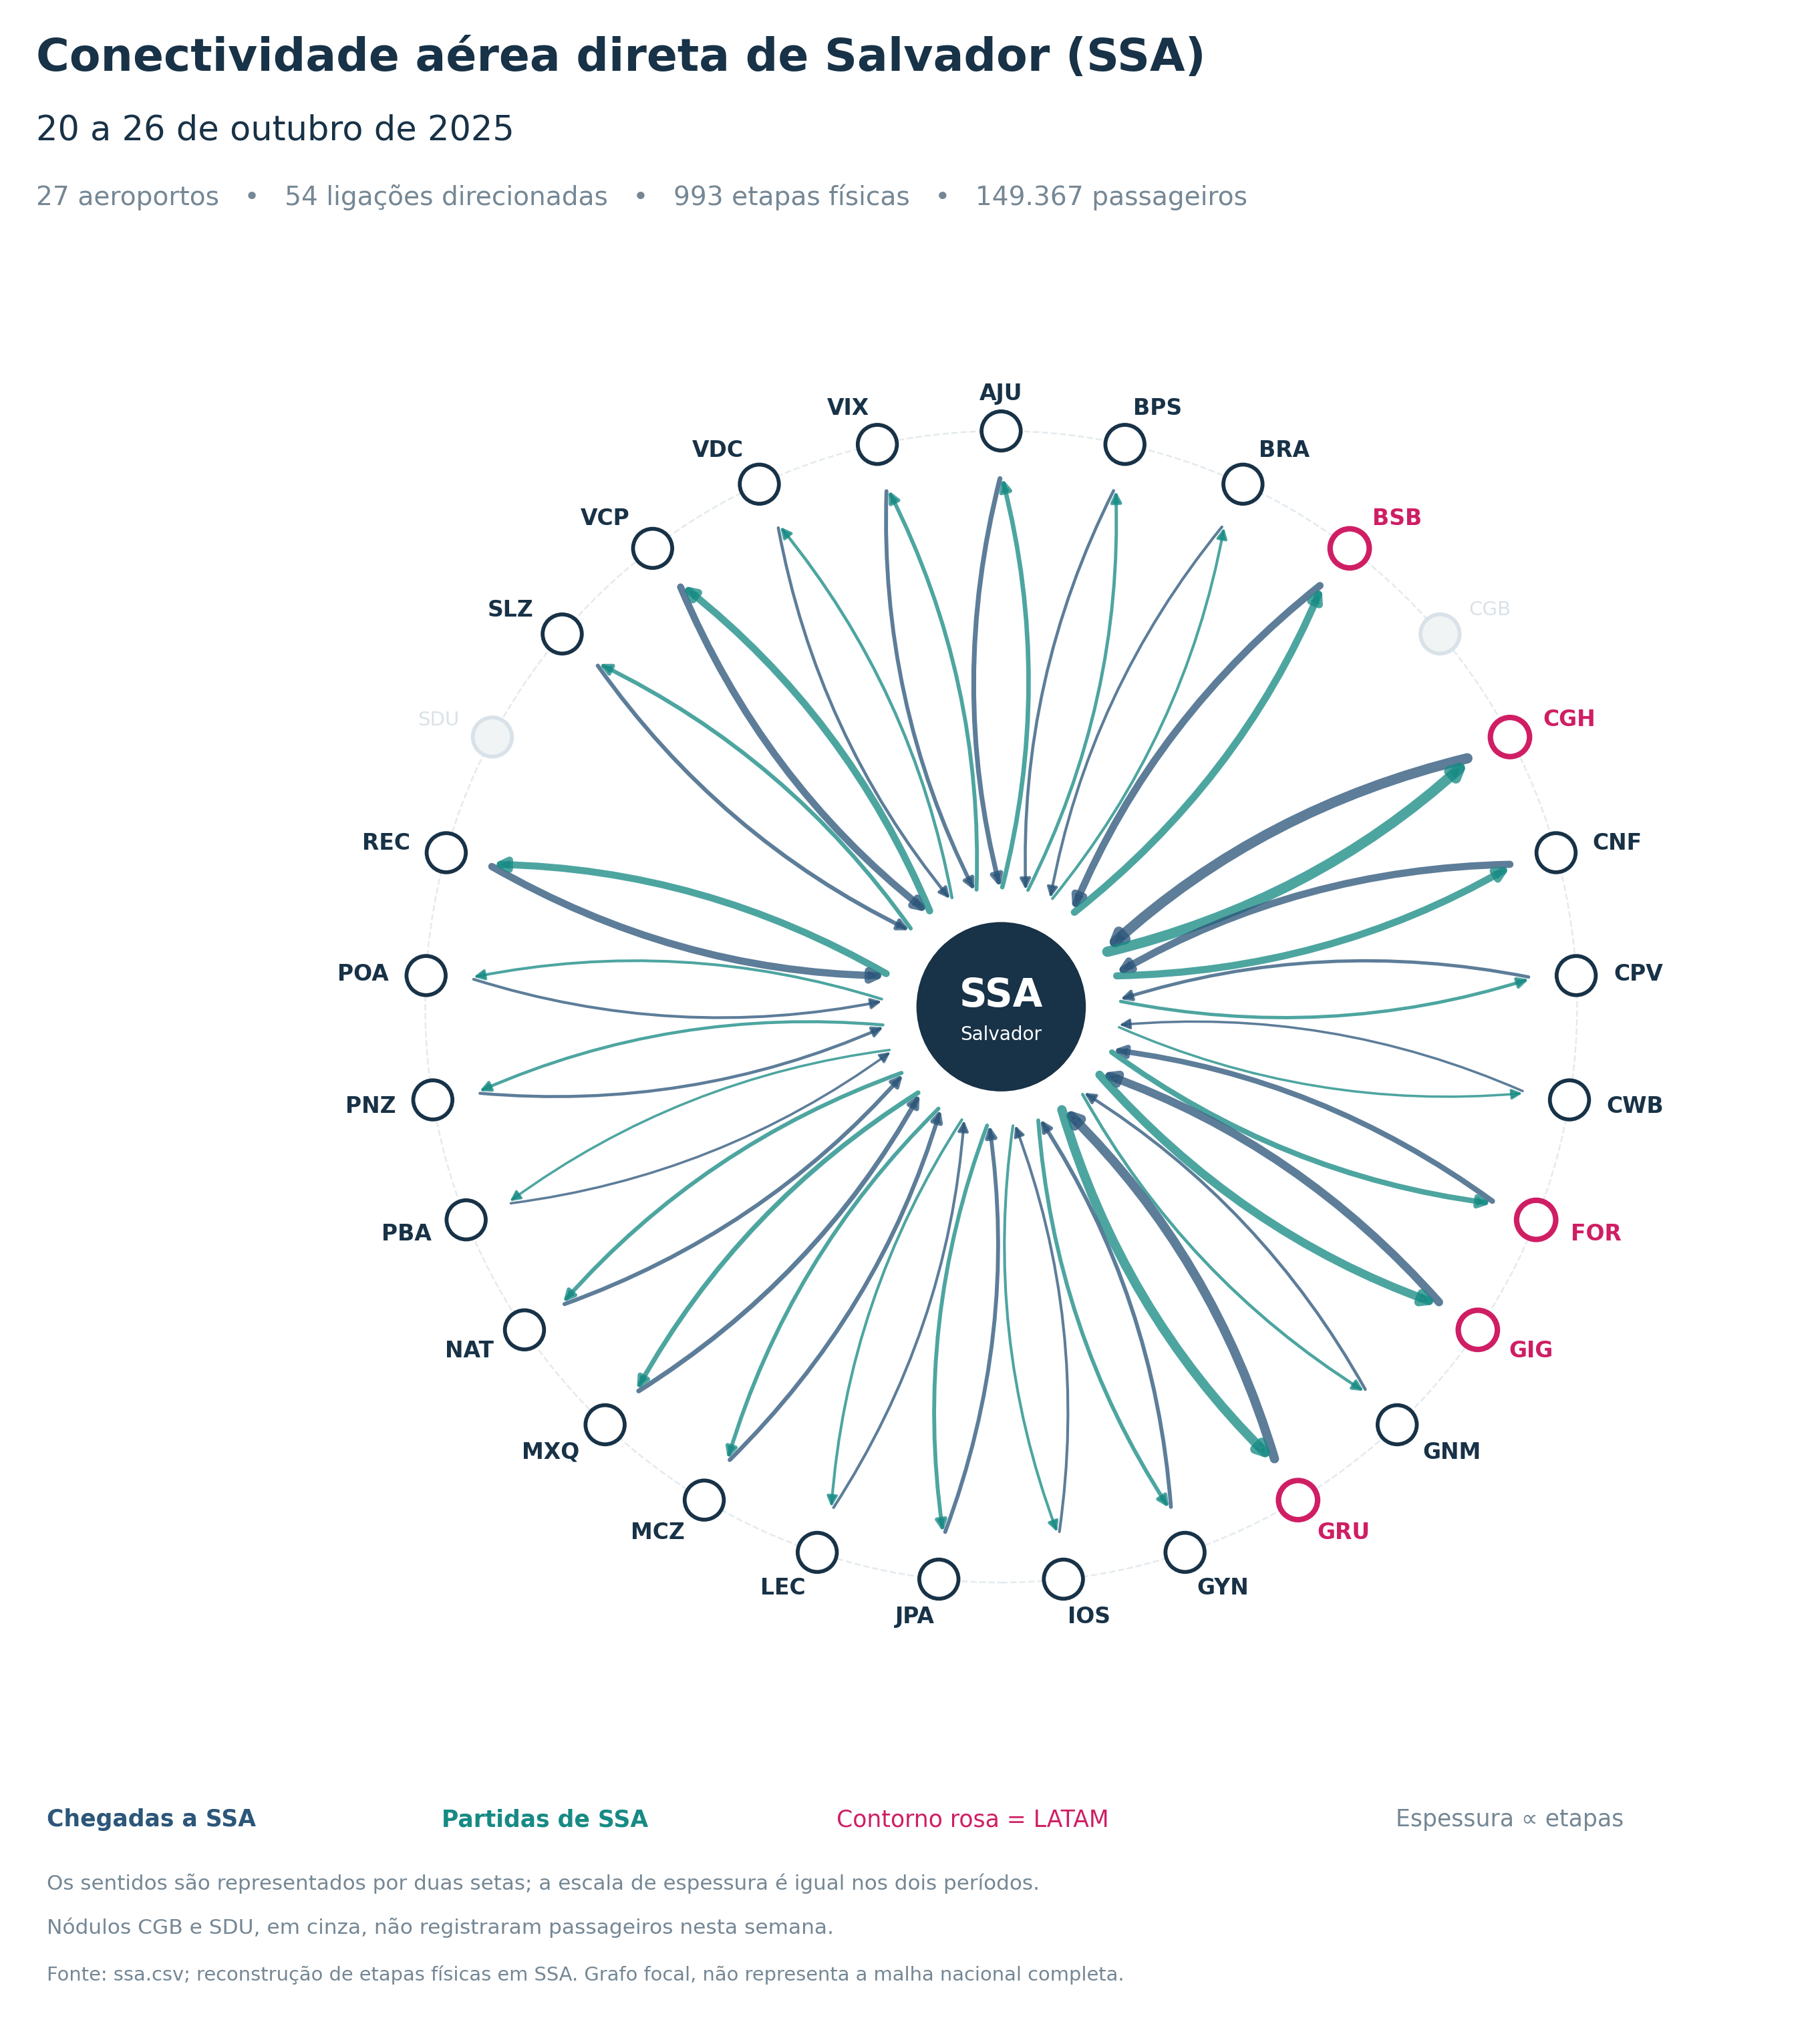 Conectividade aérea direta de Salvador (SSA)
20 a 26 de outubro de 2025
27 aeroportos • 54 ligações direcionadas • 993 etapas físicas • 149.367 passageiros
AJU
VIX
BPS
VDC
BRA
VCP
BSB
SLZ
CGB
SDU
CGH
REC
CNF
POA
CPV
SSA
Salvador
PNZ
CWB
PBA
FOR
NAT
GIG
MXQ
GNM
MCZ
GRU
LEC
GYN
JPA
IOS
Chegadas a SSA
Partidas de SSA
Contorno rosa = LATAM
Espessura ∝ etapas
Os sentidos são representados por duas setas; a escala de espessura é igual nos dois períodos.
Nódulos CGB e SDU, em cinza, não registraram passageiros nesta semana.
Fonte: ssa.csv; reconstrução de etapas físicas em SSA. Grafo focal, não representa a malha nacional completa.